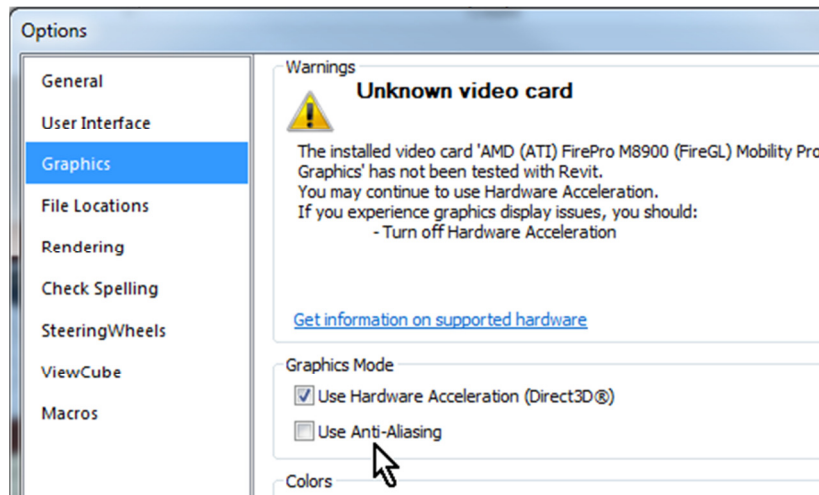 Options
General
User Interface
Graphics
File Locations
Rendering
Check Spelling
SteeringWheels
ViewCube
Macros
Warnings
Unknown video card
The installed video card 'AMD (ATI) FirePro M8900 (FireGL) Mobility Pro
Graphics' has not been tested with Revit.
You may continue to use Hardware Acceleration.
If you experience graphics display issues, you should:
- Turn off Hardware Acceleration
Get information on supported hardware
Graphics Mode
Use Hardware Acceleration (Direct3D®)
Use Anti-Aliasing
Colors